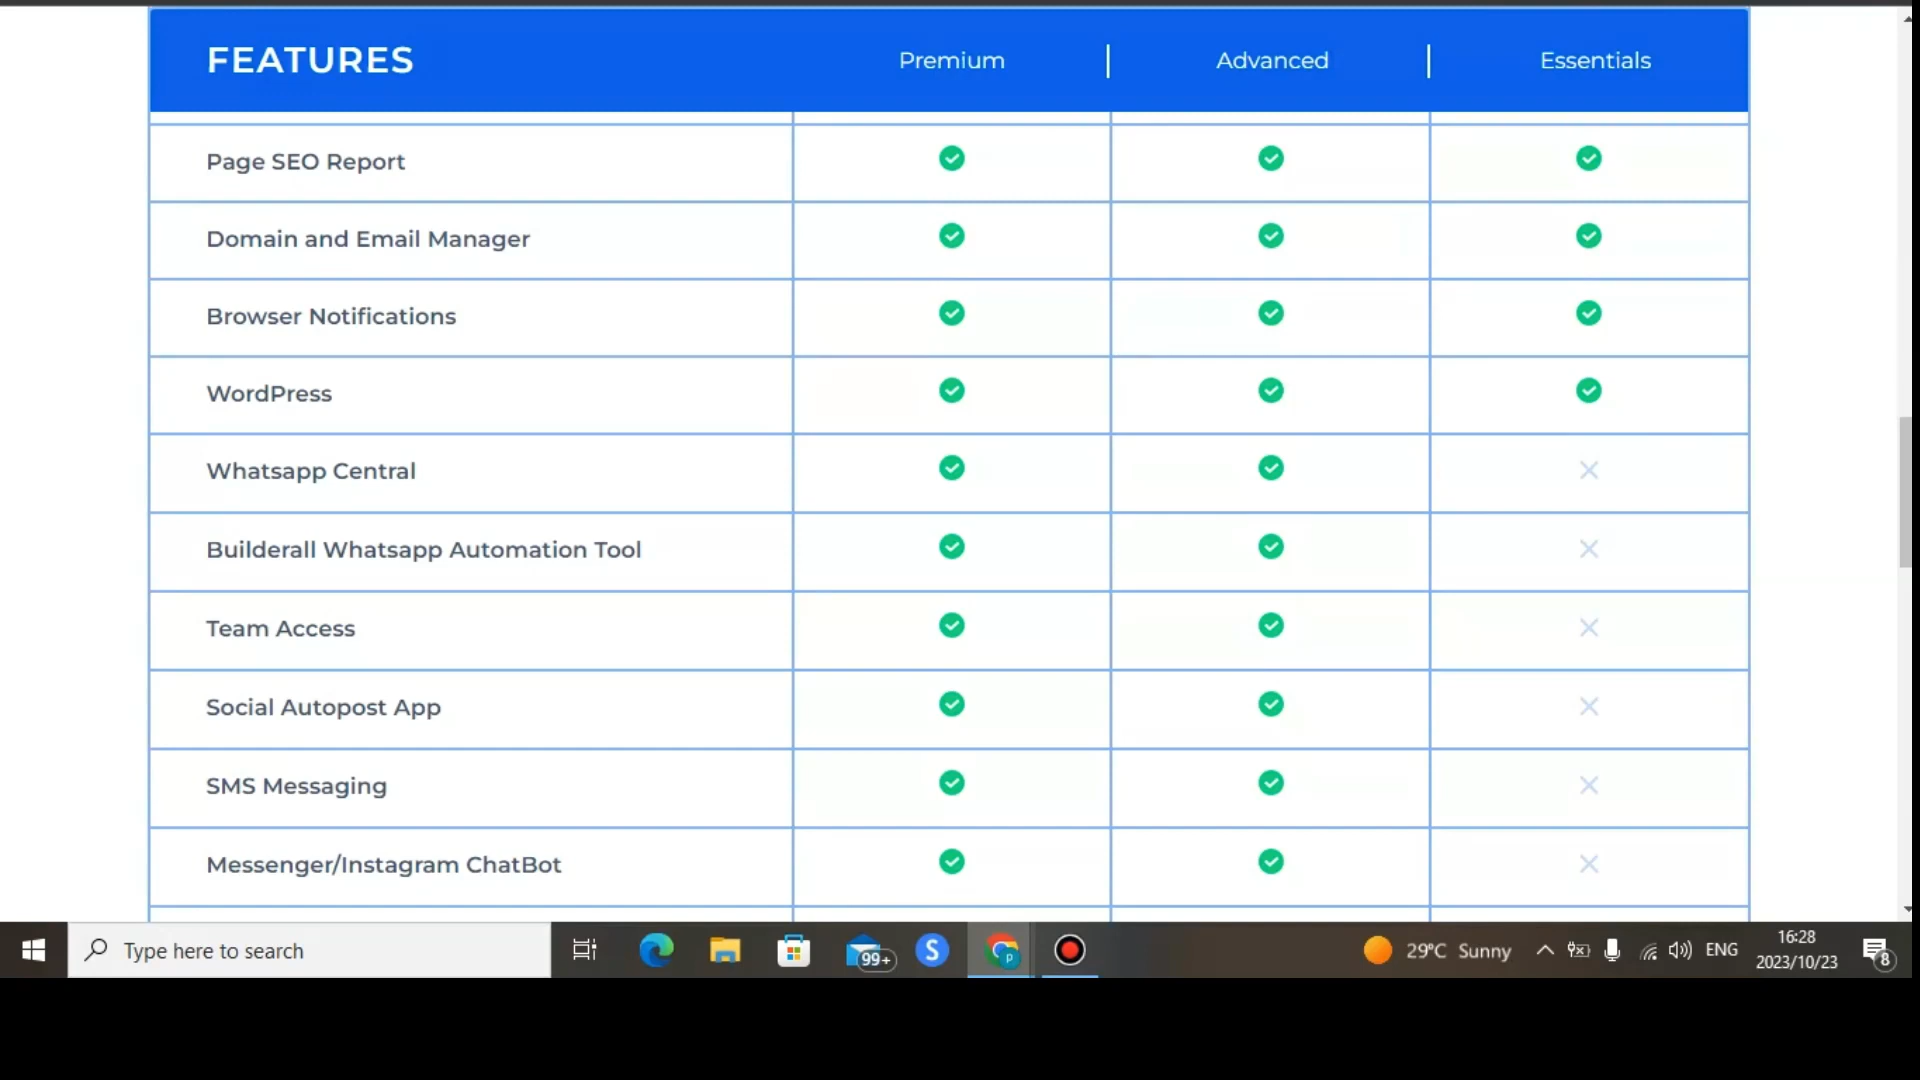 FEATURES Premium Advanced Essentials
Page SEO Report
Domain and Email Manager
Browser Notifications
WordPress
Whatsapp Central
Builderall Whatsapp Automation Tool
Team Access
Social Autopost App
SMS Messaging
Messenger/Instagram ChatBot
Type here to search 99+ S p 29°C Sunny ENG 16:28
2023/10/23 8